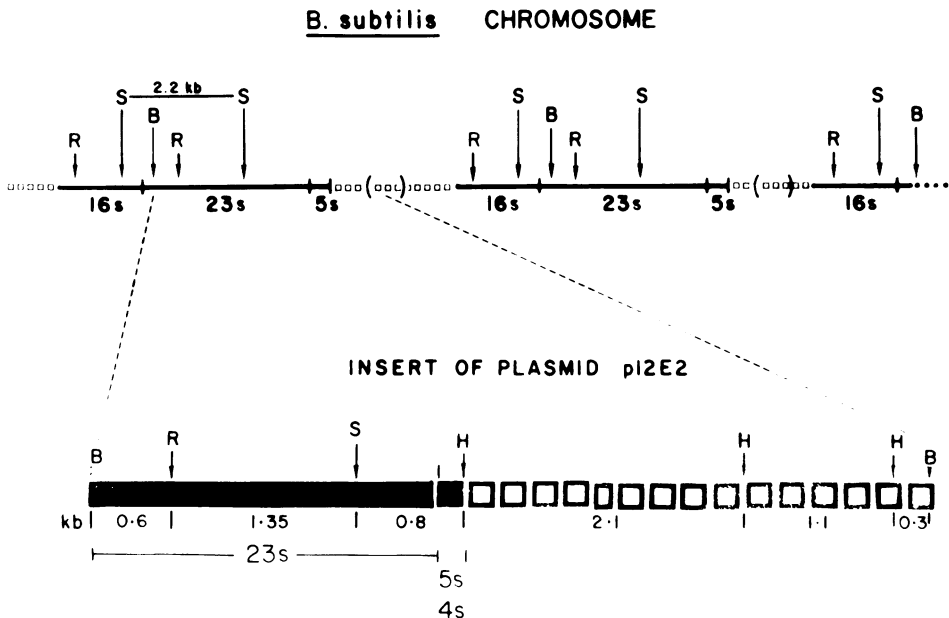 B. subtilis CHROMOSOME
S 2.2 kb S S S S
B B B
R R R R R
16s 23s 5s 16s 23s 5s 16s
INSERT OF PLASMID p12E2
B R S H H H B
kb 0.6 1.35 0.8 2.1 1.1 0.3
23s
5s
4s